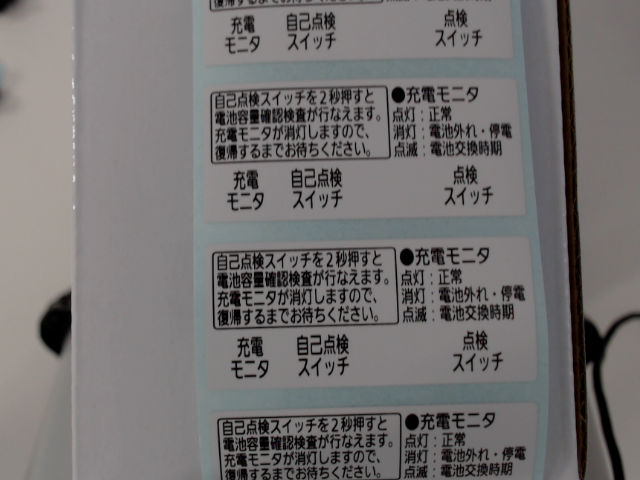 復帰するまでお待ちください。
充電 自己点検 点検
モニタ スイッチ スイッチ
自己点検スイッチを2秒押すと
電池容量確認検査が行なえます。
充電モニタが消灯しますので、
復帰するまでお待ちください。
●充電モニタ
点灯：正常
消灯：電池外れ・停電
点滅：電池交換時期
充電 自己点検 点検
モニタ スイッチ スイッチ
自己点検スイッチを2秒押すと
電池容量確認検査が行なえます。
充電モニタが消灯しますので、
復帰するまでお待ちください。
●充電モニタ
点灯：正常
消灯：電池外れ・停電
点滅：電池交換時期
充電 自己点検 点検
モニタ スイッチ スイッチ
自己点検スイッチを2秒押すと
電池容量確認検査が行なえます。
充電モニタが消灯しますので、
復帰するまでお待ちください。
●充電モニタ
点灯：正常
消灯：電池外れ・停電
点滅：電池交換時期